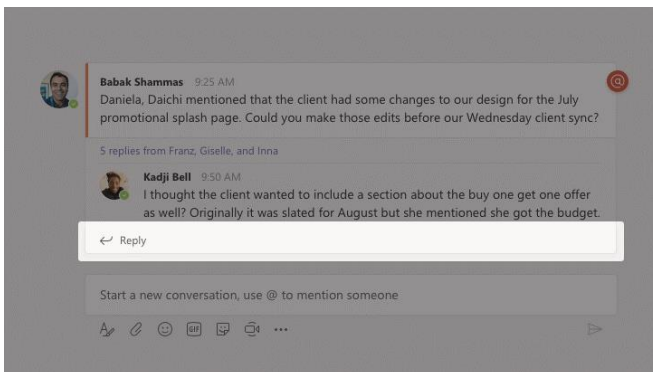 Babak Shammas 9:25 AM
Daniela, Daichi mentioned that the client had some changes to our design for the July
promotional splash page. Could you make those edits before our Wednesday client sync?
5 replies from Franz, Giselle, and Inna
Kadji Bell 9:50 AM
I thought the client wanted to include a section about the buy one get one offer
as well? Originally it was slated for August but she mentioned she got the budget.
Reply
Start a new conversation, use @ to mention someone
GIF